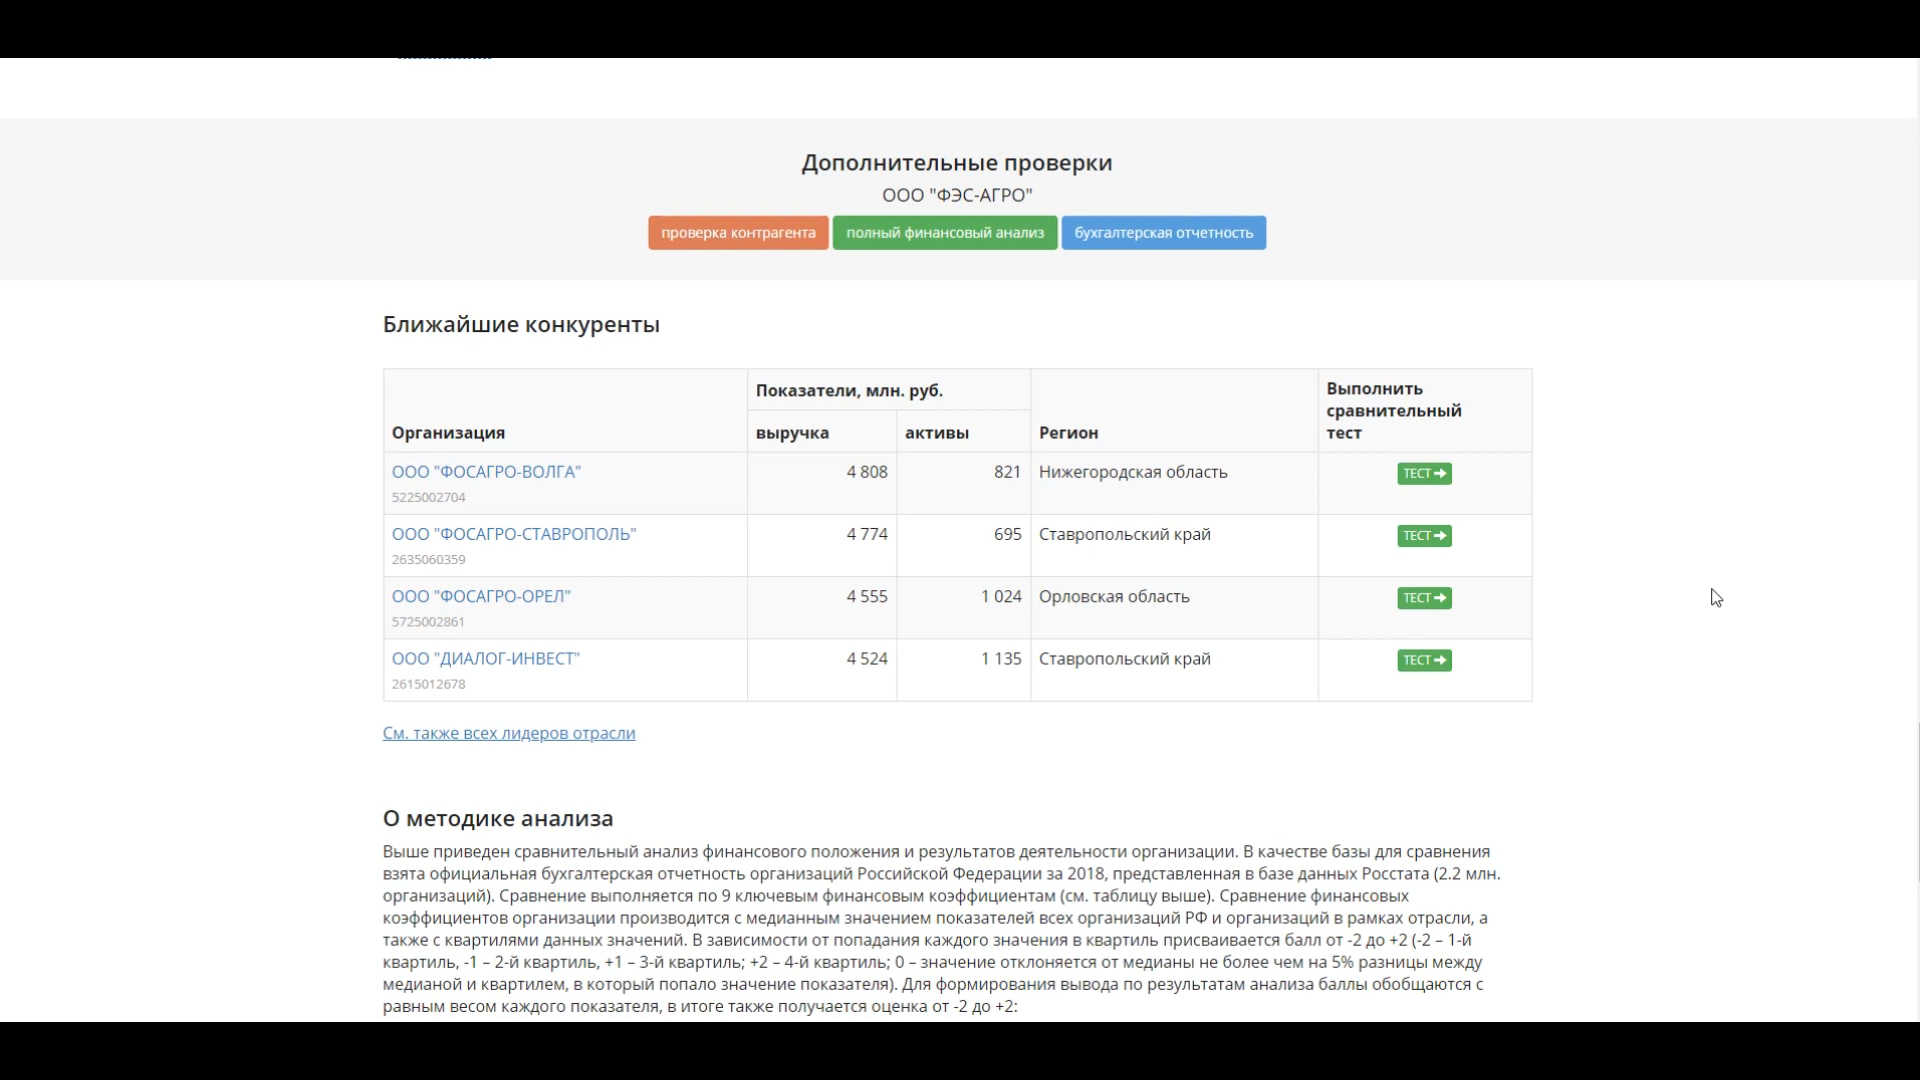 Дополнительные проверки
ООО "ФЭС-АГРО"
проверка контрагента полный финансовый анализ бухгалтерская отчетность
Ближайшие конкуренты
Организация
Показатели, млн. руб.
выручка активы
Регион
Выполнить
сравнительный
тест
ООО "ФОСАГРО-ВОЛГА" 4 808 821 Нижегородская область ТЕСТ
5225002704
ООО "ФОСАГРО-СТАВРОПОЛЬ" 4 774 695 Ставропольский край ТЕСТ
2635060359
ООО "ФОСАГРО-ОРЕЛ" 4 555 1 024 Орловская область ТЕСТ
5725002861
ООО "ДИАЛОГ-ИНВЕСТ" 4 524 1 135 Ставропольский край ТЕСТ
2615012678
См. также всех лидеров отрасли
О методике анализа
Выше приведен сравнительный анализ финансового положения и результатов деятельности организации. В качестве базы для сравнения
взята официальная бухгалтерская отчетность организаций Российской Федерации за 2018, представленная в базе данных Росстата (2.2 млн.
организаций). Сравнение выполняется по 9 ключевым финансовым коэффициентам (см. таблицу выше). Сравнение финансовых
коэффициентов организации производится с медианным значением показателей всех организаций РФ и организаций в рамках отрасли, а
также с квартилями данных значений. В зависимости от попадания каждого значения в квартиль присваивается балл от -2 до +2 (-2 – 1-й
квартиль, -1 – 2-й квартиль, +1 – 3-й квартиль; +2 – 4-й квартиль; 0 – значение отклоняется от медианы не более чем на 5% разницы между
медианой и квартилем, в который попало значение показателя). Для формирования вывода по результатам анализа баллы обобщаются с
равным весом каждого показателя, в итоге также получается оценка от -2 до +2: